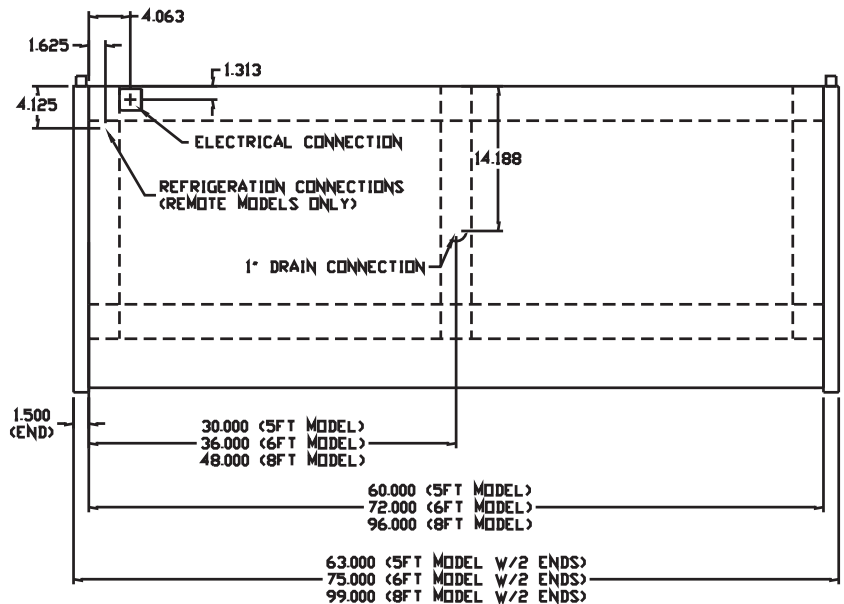 4.063
1.625
1.313
4.125
ELECTRICAL CONNECTION
14.188
REFRIGERATION CONNECTIONS
(REMOTE MODELS ONLY)
1" DRAIN CONNECTION
1.500
(END)
30.000 (5FT MODEL)
36.000 (6FT MODEL)
48.000 (8FT MODEL)
60.000 (5FT MODEL)
72.000 (6FT MODEL)
96.000 (8FT MODEL)
63.000 (5FT MODEL W/2 ENDS)
75.000 (6FT MODEL W/2 ENDS)
99.000 (8FT MODEL W/2 ENDS)